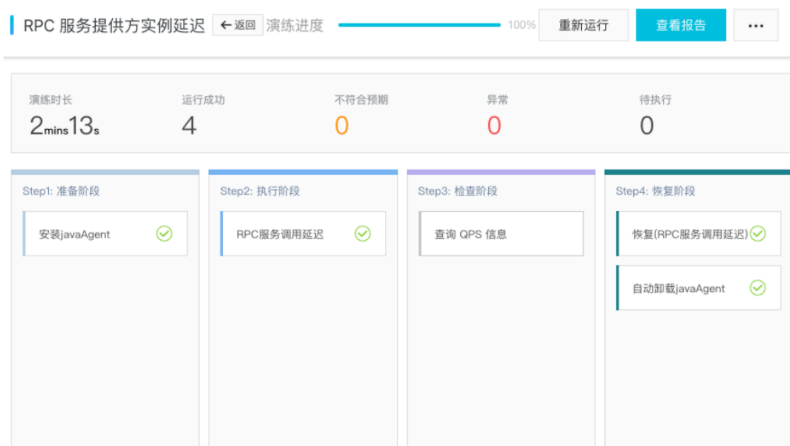 RPC 服务提供方实例延迟 ← 返回 演练进度 100% 重新运行 查看报告 •••
演练时长 运行成功 不符合预期 异常 待执行
2mins13s 4 0 0 0
Step1: 准备阶段 Step2: 执行阶段 Step3: 检查阶段 Step4: 恢复阶段
安装javaAgent RPC服务调用延迟 查询 QPS 信息 恢复(RPC服务调用延迟)
自动卸载javaAgent